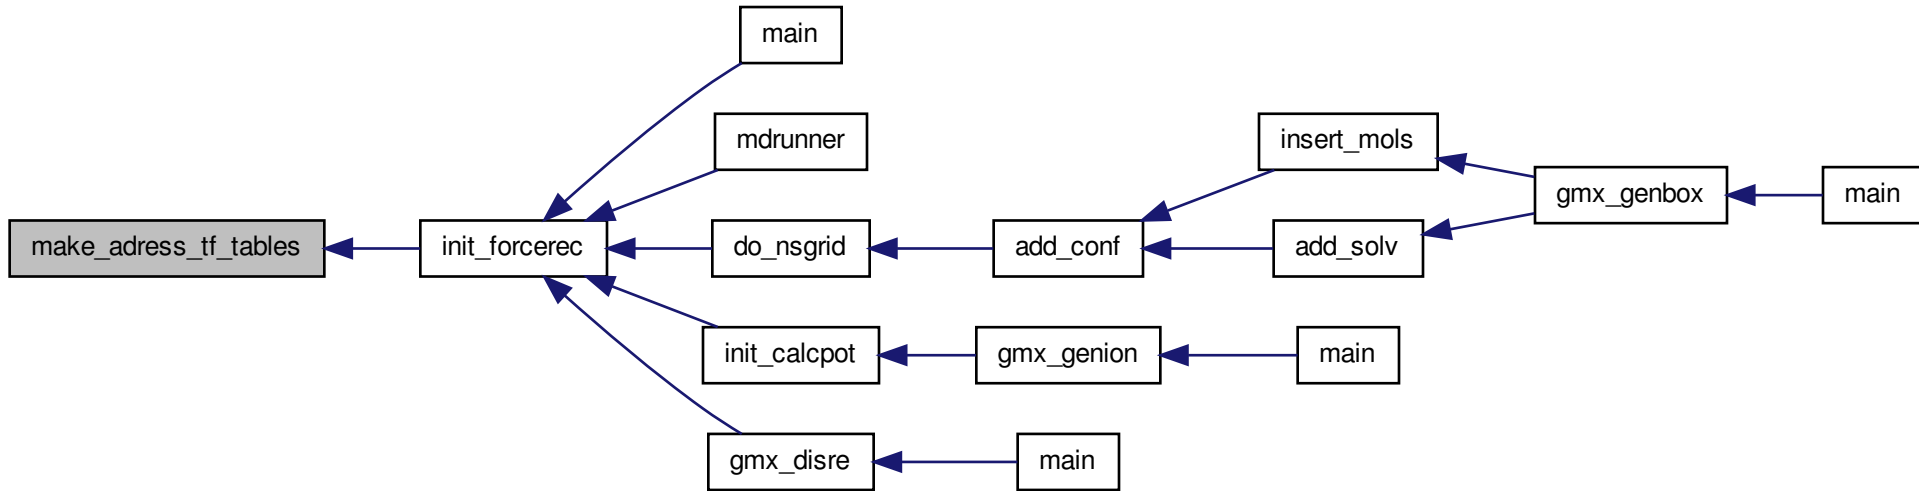 main
mdrunner
insert_mols
gmx_genbox
main
make_adress_tf_tables
init_forcerec
do_nsgrid
add_conf
add_solv
init_calcpot
gmx_genion
main
gmx_disre
main